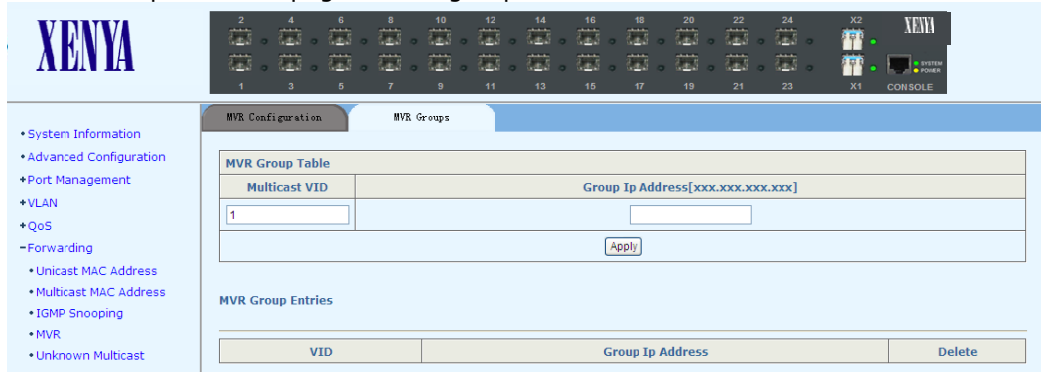 XENYA
2 4 6 8 10 12 14 16 18 20 22 24 X2
XENYA
SYSTEM
POWER
1 3 5 7 9 11 13 15 17 19 21 23 X1 CONSOLE
MVR Configuration MVR Groups
System Information
Advanced Configuration
Port Management
VLAN
QoS
Forwarding
Unicast MAC Address
Multicast MAC Address
IGMP Snooping
MVR
Unknown Multicast
MVR Group Table
Multicast VID Group Ip Address[xxx.xxx.xxx.xxx]
1
Apply
MVR Group Entries
VID Group Ip Address Delete